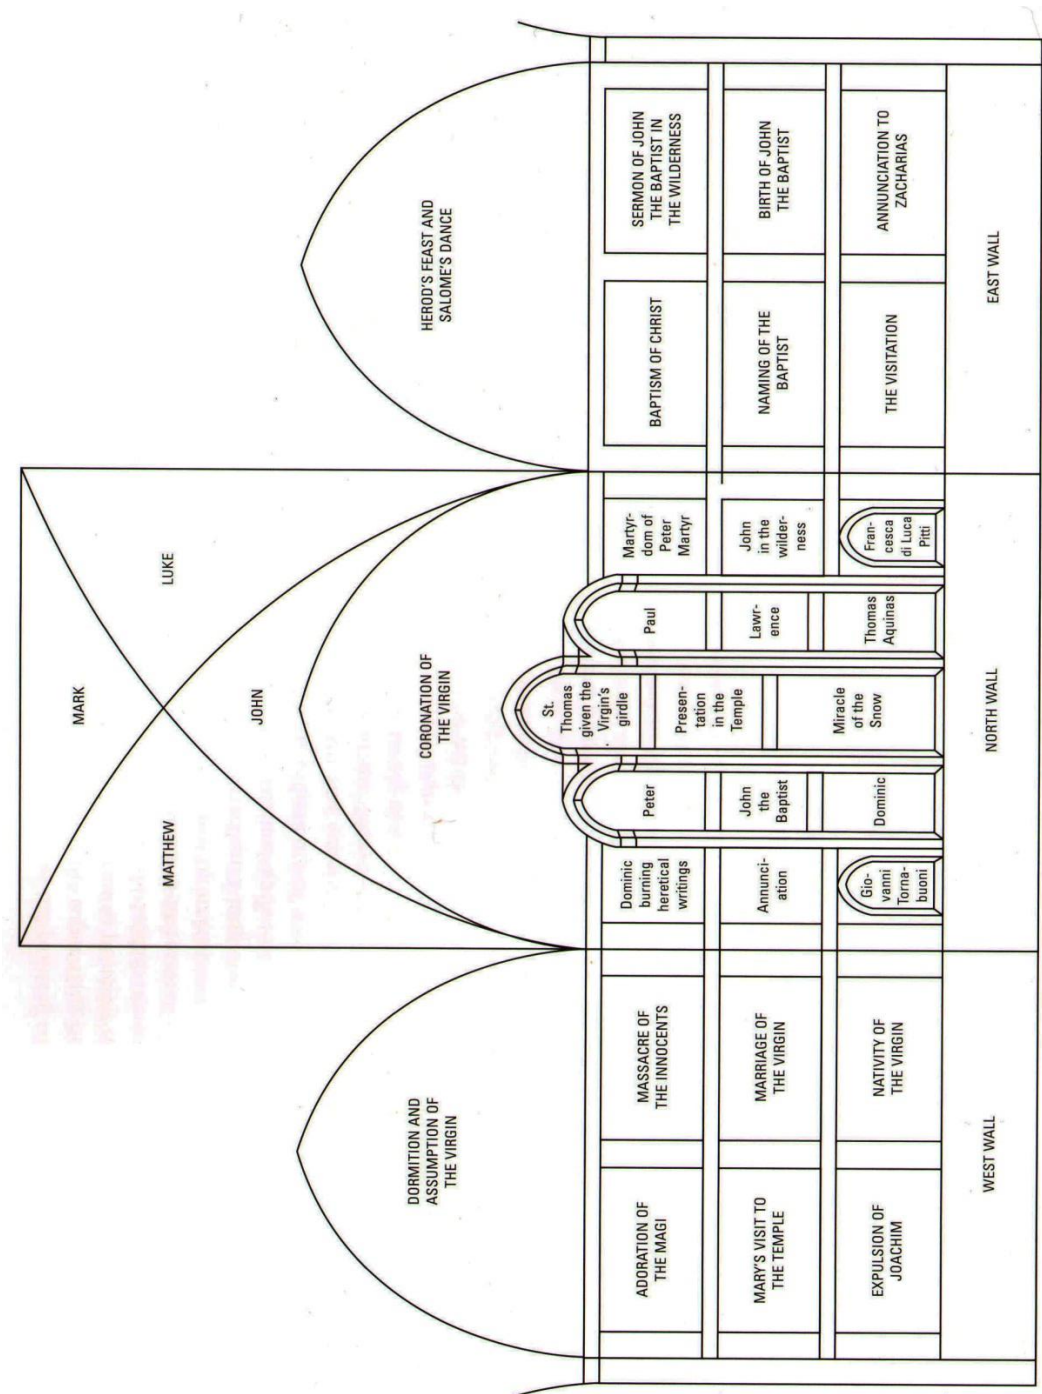 MARK
MATTHEW
LUKE
JOHN
DORMITION AND
ASSUMPTION OF
THE VIRGIN
CORONATION OF
THE VIRGIN
HEROD'S FEAST AND
SALOME'S DANCE
ADORATION OF
THE MAGI
MASSACRE OF
THE INNOCENTS
Dominic
burning
heretical
writings
Peter
St.
Thomas
given the
Virgin's
girdle
Paul
Martyr-
dom of
Peter
Martyr
BAPTISM OF CHRIST
SERMON OF JOHN
THE BAPTIST IN
THE WILDERNESS
MARY'S VISIT TO
THE TEMPLE
MARRIAGE OF
THE VIRGIN
Annunci-
ation
John
the
Baptist
Presen-
tation
in the
Temple
Lawr-
ence
John
in the
wilder-
ness
NAMING OF THE
BAPTIST
BIRTH OF JOHN
THE BAPTIST
EXPULSION OF
JOACHIM
NATIVITY OF
THE VIRGIN
Gio-
vanni
Torna-
buoni
Dominic
Miracle
of the
Snow
Thomas
Aquinas
Fran-
cesca
di Luca
Pitti
THE VISITATION
ANNUNCIATION TO
ZACHARIAS
WEST WALL
NORTH WALL
EAST WALL